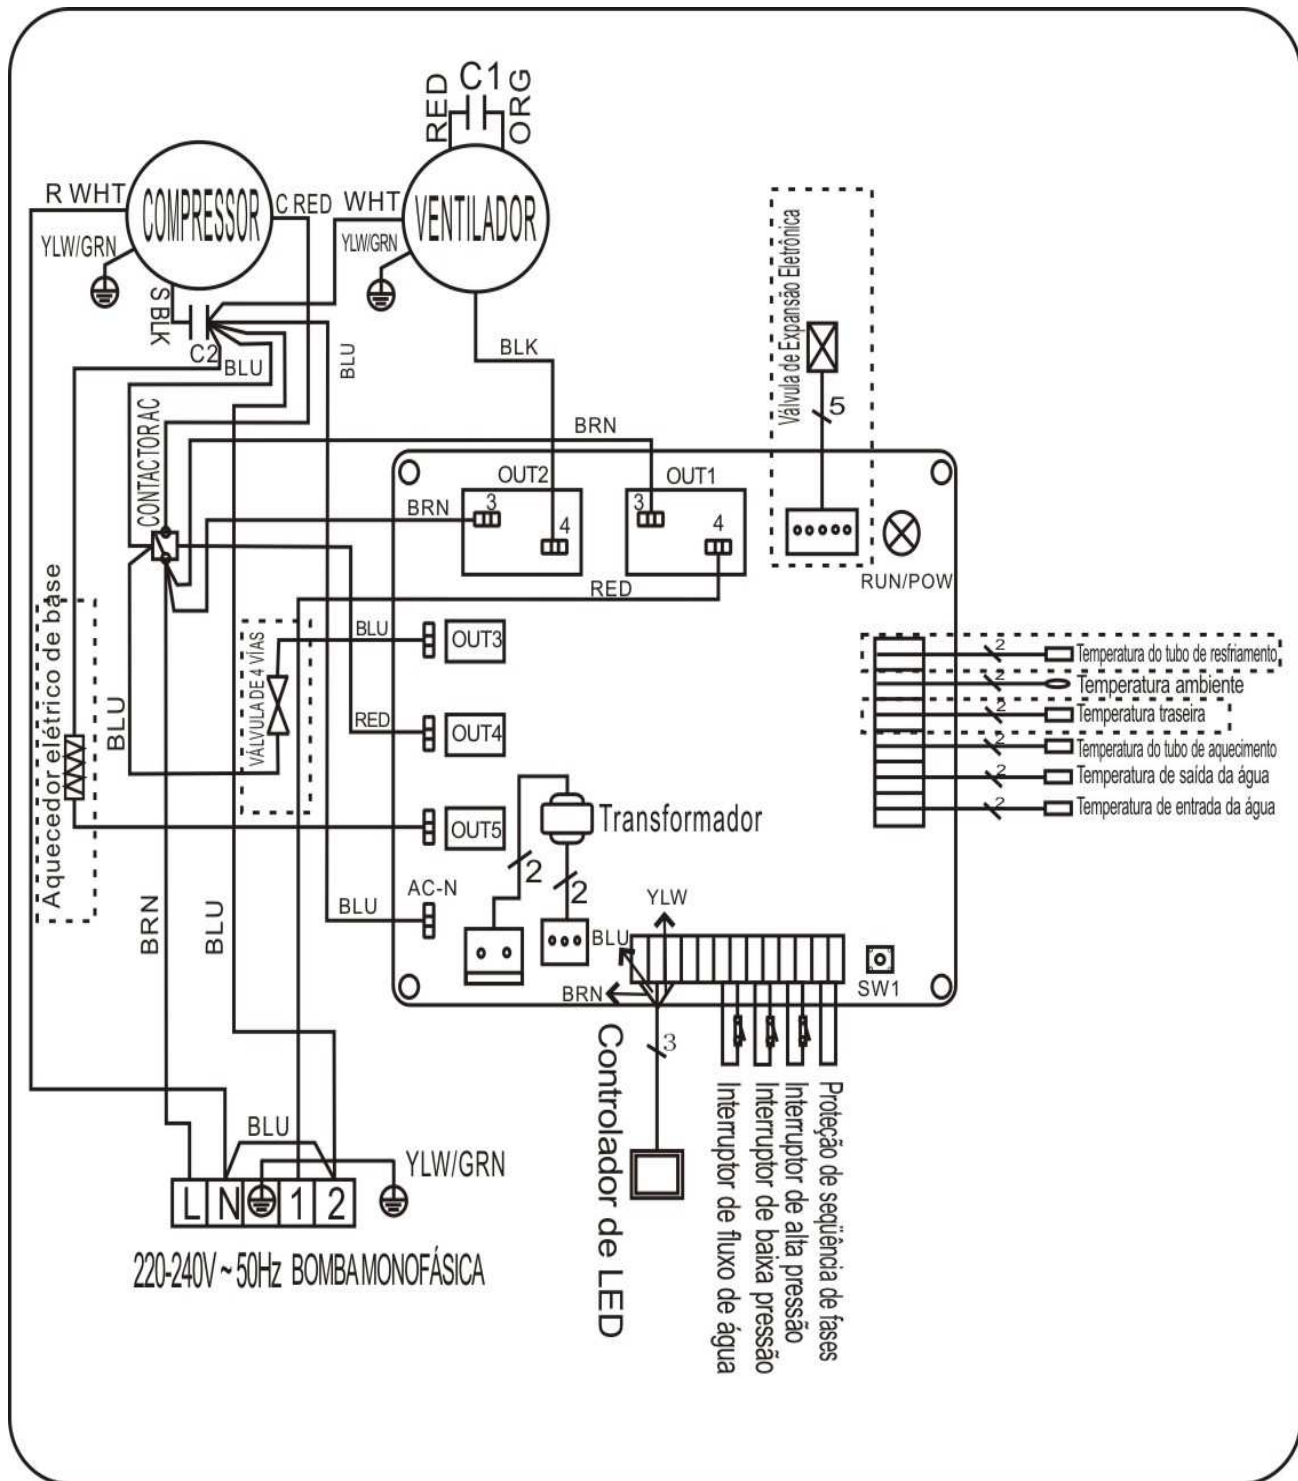 C1
RED
ORG
R WHT
COMPRESSOR
C RED
WHT
VENTILADOR
YLW/GRN
YLW/GRN
S BLK
C2
BLU
BLU
BLK
Válvula de Expansão Eletrônica
5
CONTACTOR AC
BRN
BRN
OUT2
3
4
OUT1
3
4
RUN/POW
RED
Aquecedor elétrico de base
BLU
VÁLVULA DE 4 VÍAS
BLU
OUT3
RED
OUT4
OUT5
Transformador
2
2
AC-N
BLU
2
Temperatura do tubo de resfriamento
2
Temperatura ambiente
2
Temperatura traseira
2
Temperatura do tubo de aquecimento
2
Temperatura de saída da água
2
Temperatura de entrada da água
BRN
BLU
YLW
BLU
BRN
SW1
3
Controlador de LED
Interruptor de fluxo de água
Interruptor de baixa pressão
Interruptor de alta pressão
Proteção de seqüência de fases
BLU
YLW/GRN
L N 1 2
220-240V ~ 50Hz BOMBA MONOFÁSICA